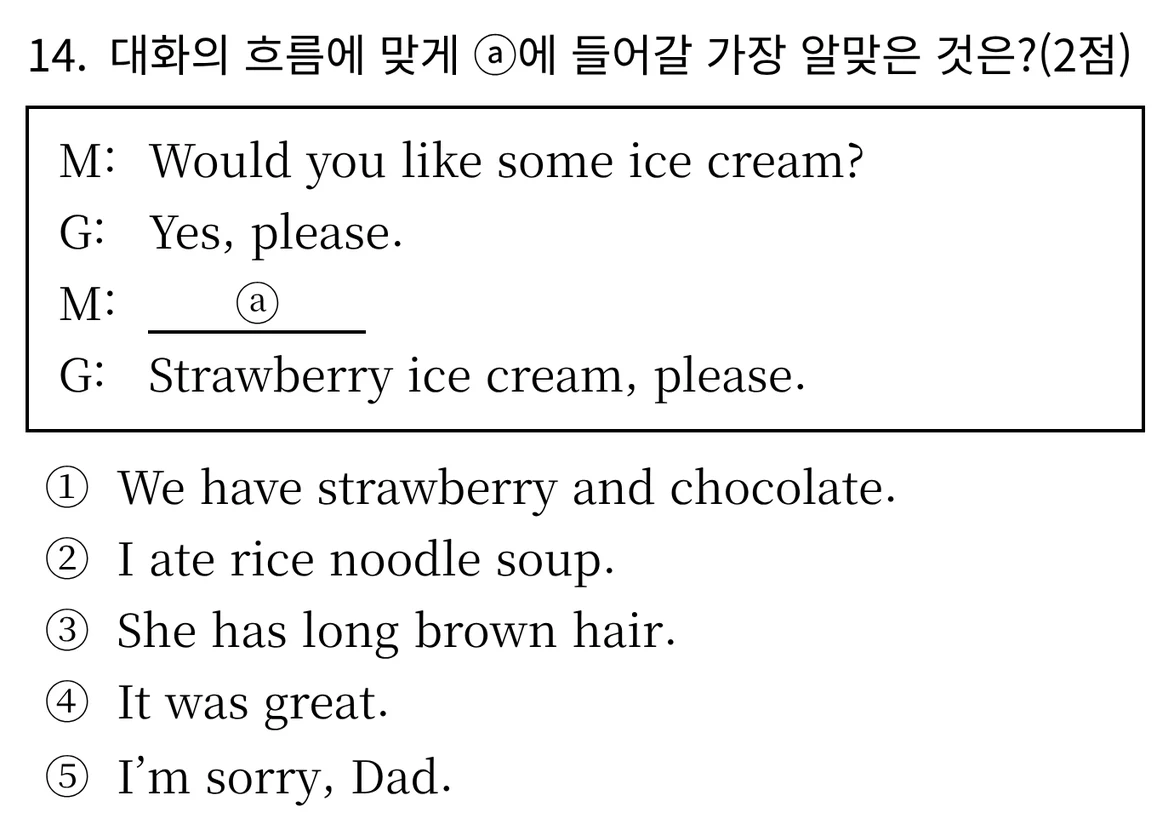 14. 대화의 흐름에 맞게 ⓐ에 들어갈 가장 알맞은 것은?(2점)
M: Would you like some ice cream?
G: Yes, please.
M: ⓐ
G: Strawberry ice cream, please.
① We have strawberry and chocolate.
② I ate rice noodle soup.
③ She has long brown hair.
④ It was great.
⑤ I’m sorry, Dad.